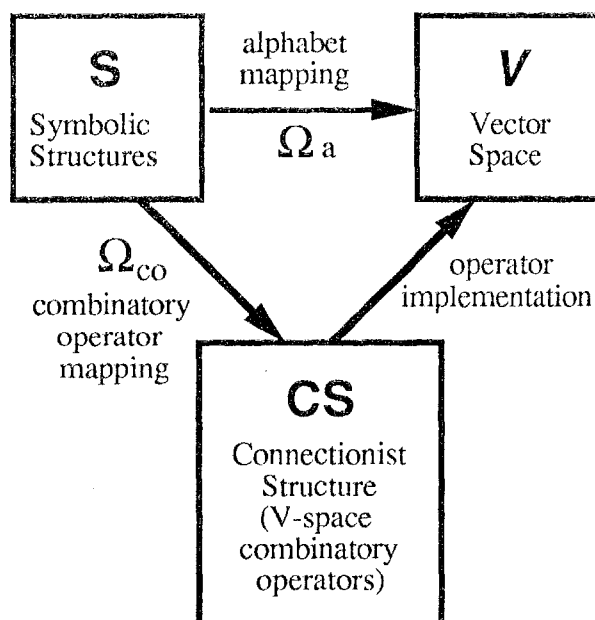 S
Symbolic
Structures
alphabet
mapping
Ωa
V
Vector
Space
Ωco
combinatory
operator
mapping
operator
implementation
CS
Connectionist
Structure
(V-space
combinatory
operators)